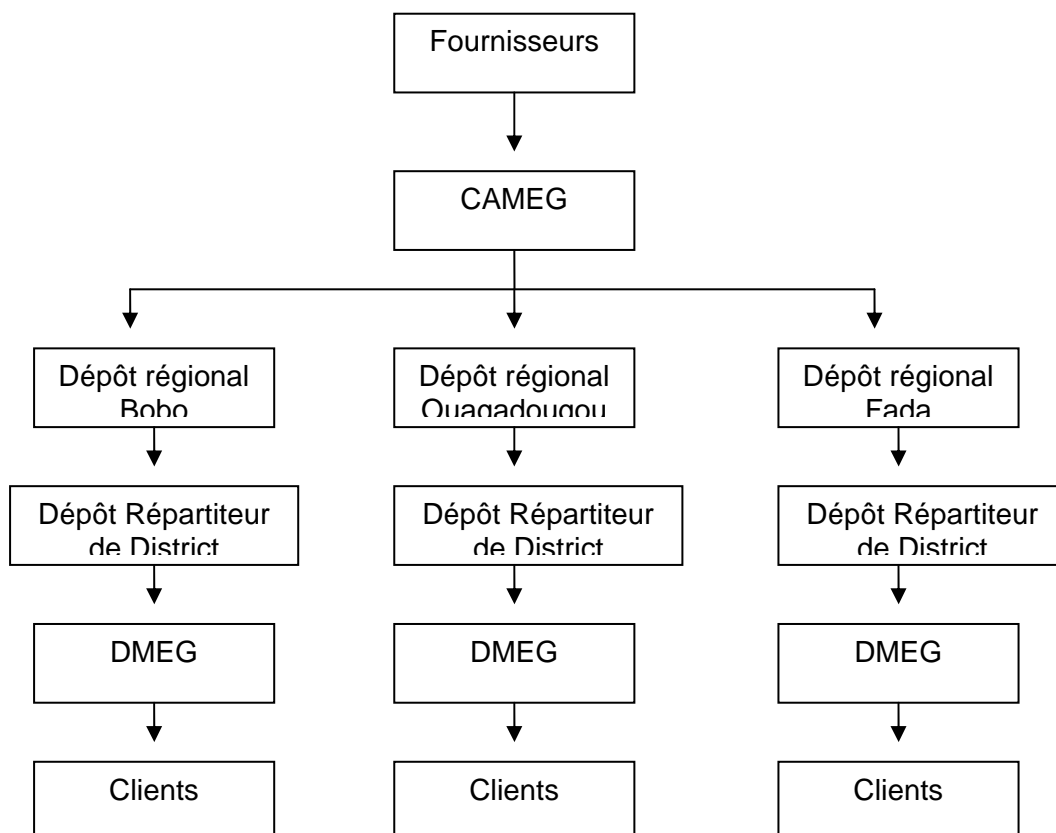 Fournisseurs
CAMEG
Dépôt régional
Bobo
Dépôt régional
Ouagadougou
Dépôt régional
Fada
Dépôt Répartiteur
de District
Dépôt Répartiteur
de District
Dépôt Répartiteur
de District
DMEG
DMEG
DMEG
Clients
Clients
Clients